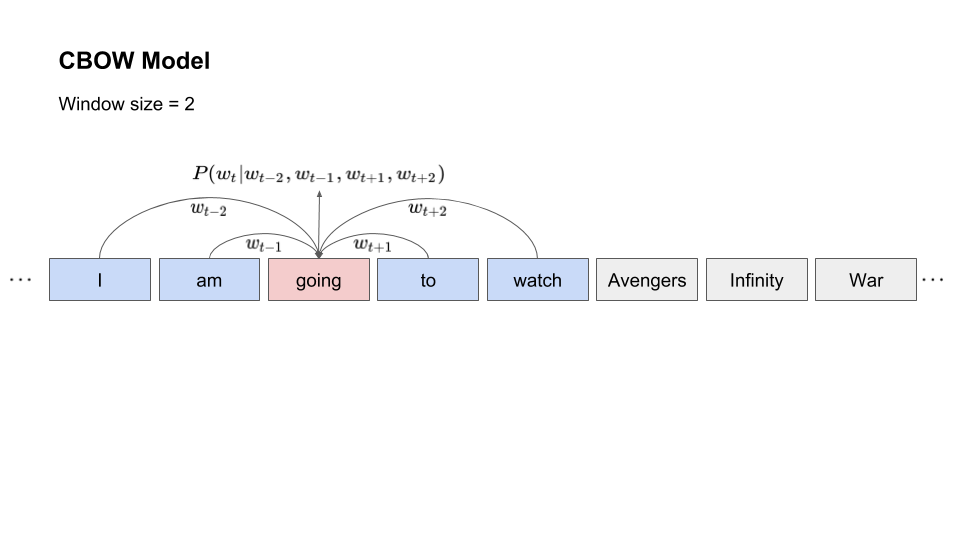 CBOW Model
Window size = 2
P(w_t|w_{t-2}, w_{t-1}, w_{t+1}, w_{t+2})
w_{t-2} w_{t+2}
w_{t-1} w_{t+1}
... I am going to watch Avengers Infinity War ...